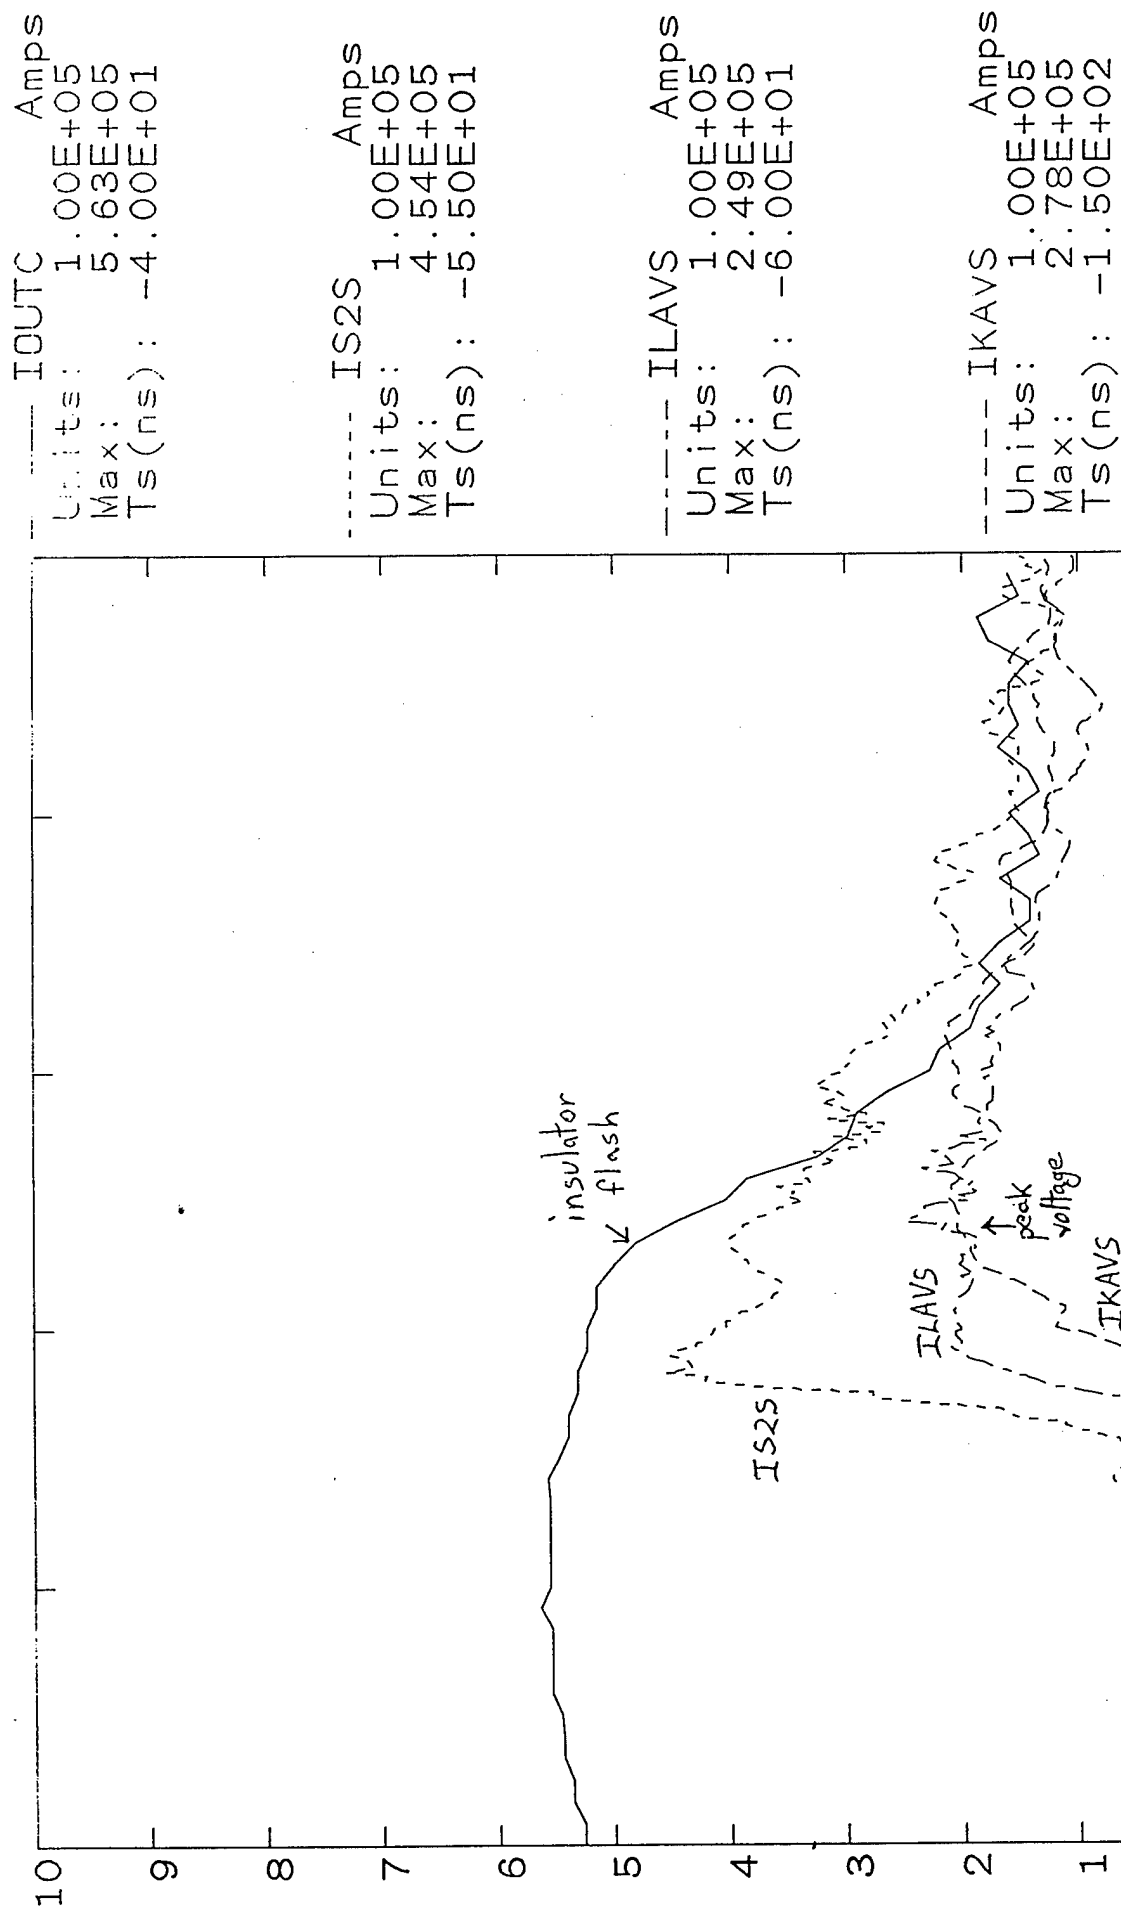 IOUTC Amps
Units: 1.00E+05
Max: 5.63E+05
Ts(ns): -4.00E+01
IS2S Amps
Units: 1.00E+05
Max: 4.54E+05
Ts(ns): -5.50E+01
ILAVS Amps
Units: 1.00E+05
Max: 2.49E+05
Ts(ns): -6.00E+01
IKAVS Amps
Units: 1.00E+05
Max: 2.78E+05
Ts(ns): -1.50E+02
10
9
8
7
6
5
4
3
2
1
insulator
flash
IS2S
ILAVS
peak
voltage
IKAVS